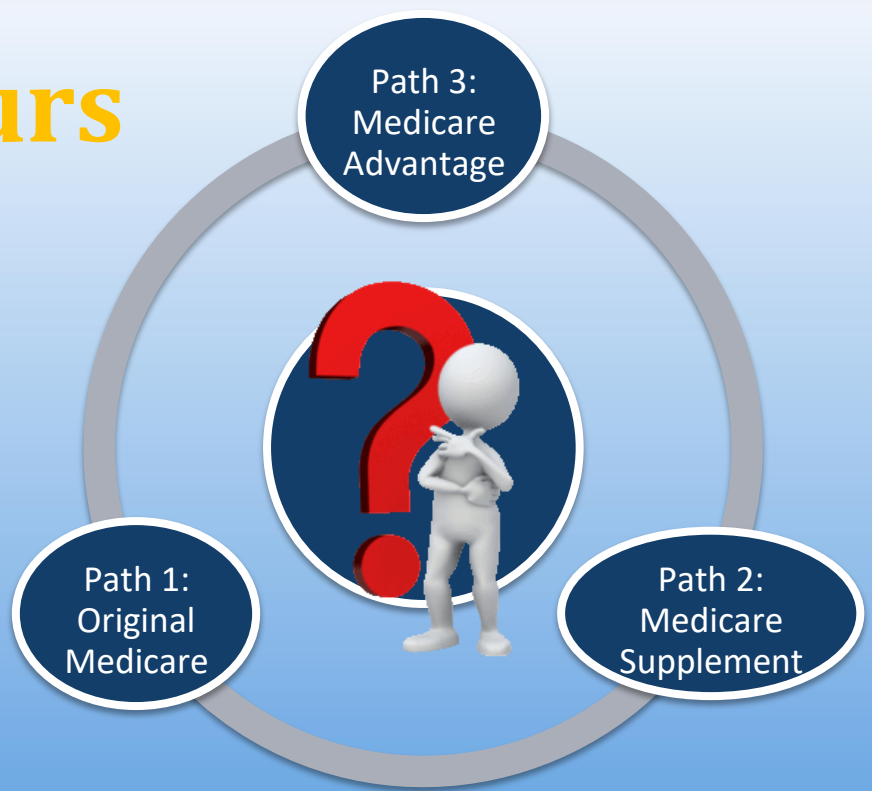 urs
Path 3:
Medicare
Advantage
Path 1:
Original
Medicare
Path 2:
Medicare
Supplement